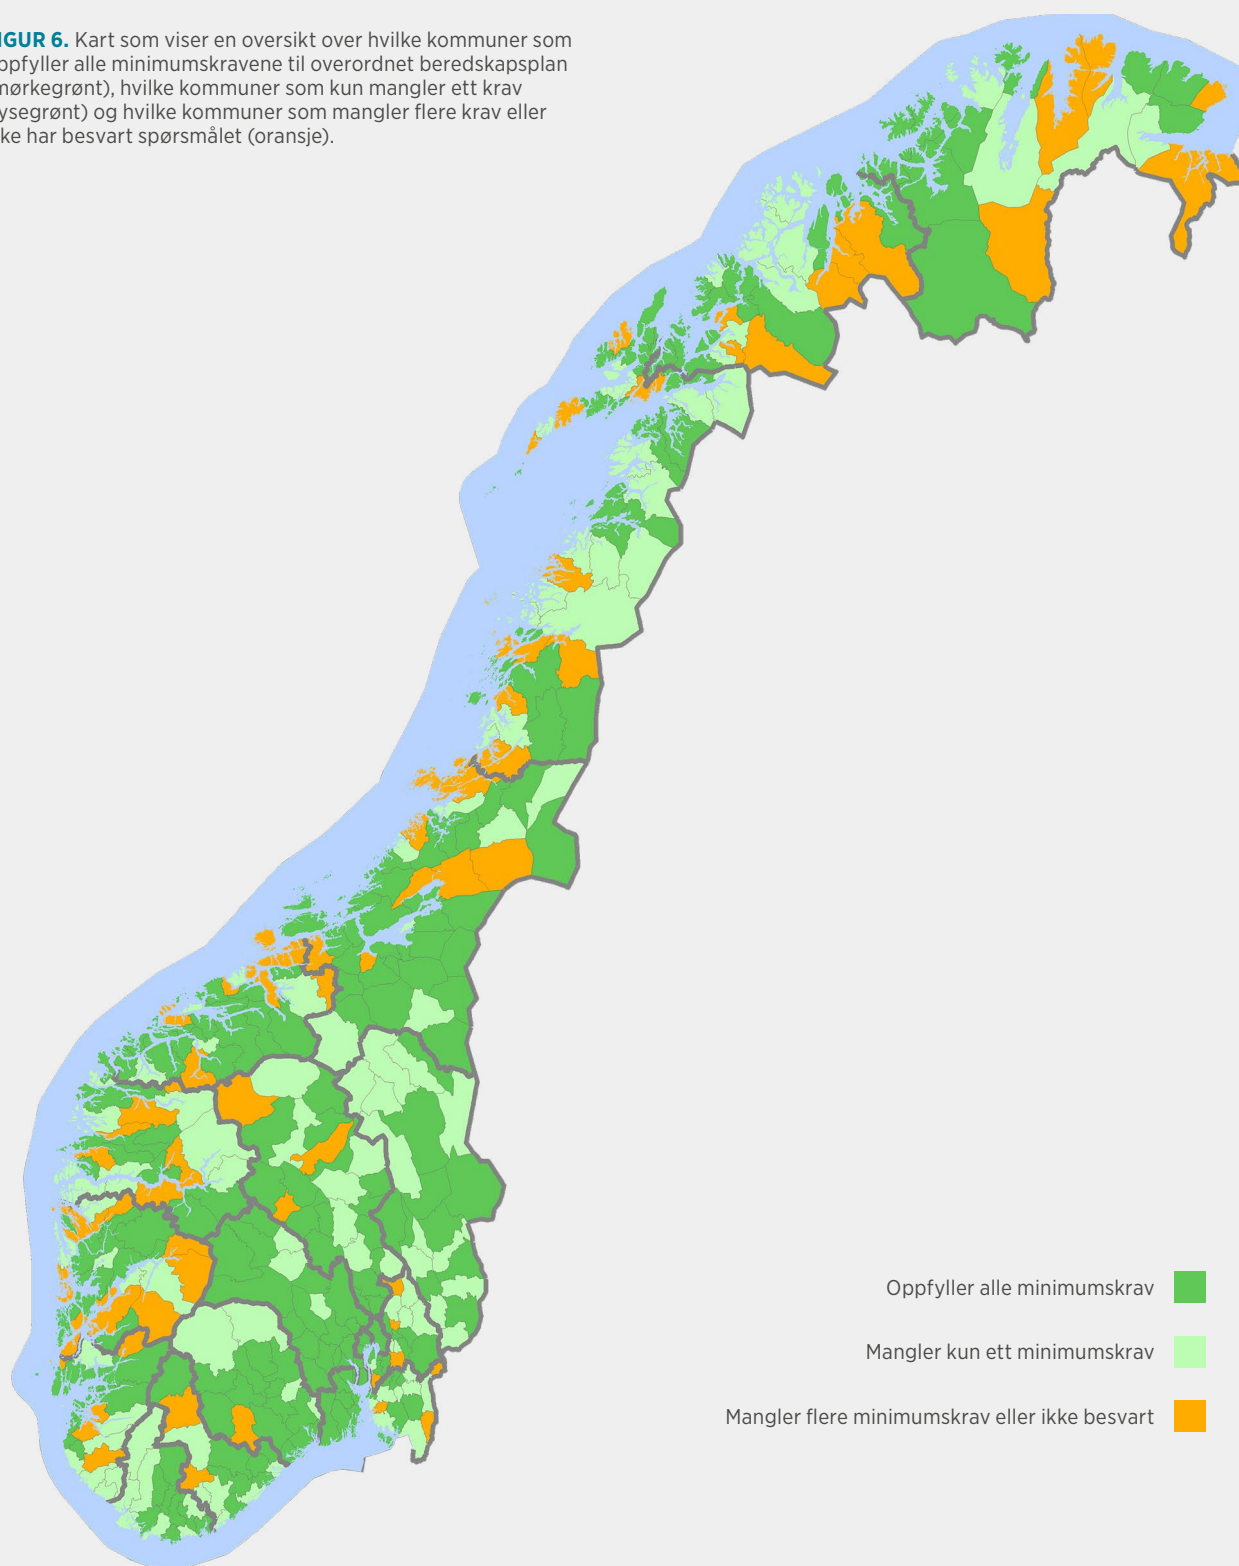 IGUR 6. Kart som viser en oversikt over hvilke kommuner som
ppfyller alle minimumskravene til overordnet beredskapsplan
mørkegrønt), hvilke kommuner som kun mangler ett krav
ysegrønt) og hvilke kommuner som mangler flere krav eller
ke har besvart spørsmålet (oransje).
Oppfyller alle minimumskrav
Mangler kun ett minimumskrav
Mangler flere minimumskrav eller ikke besvart